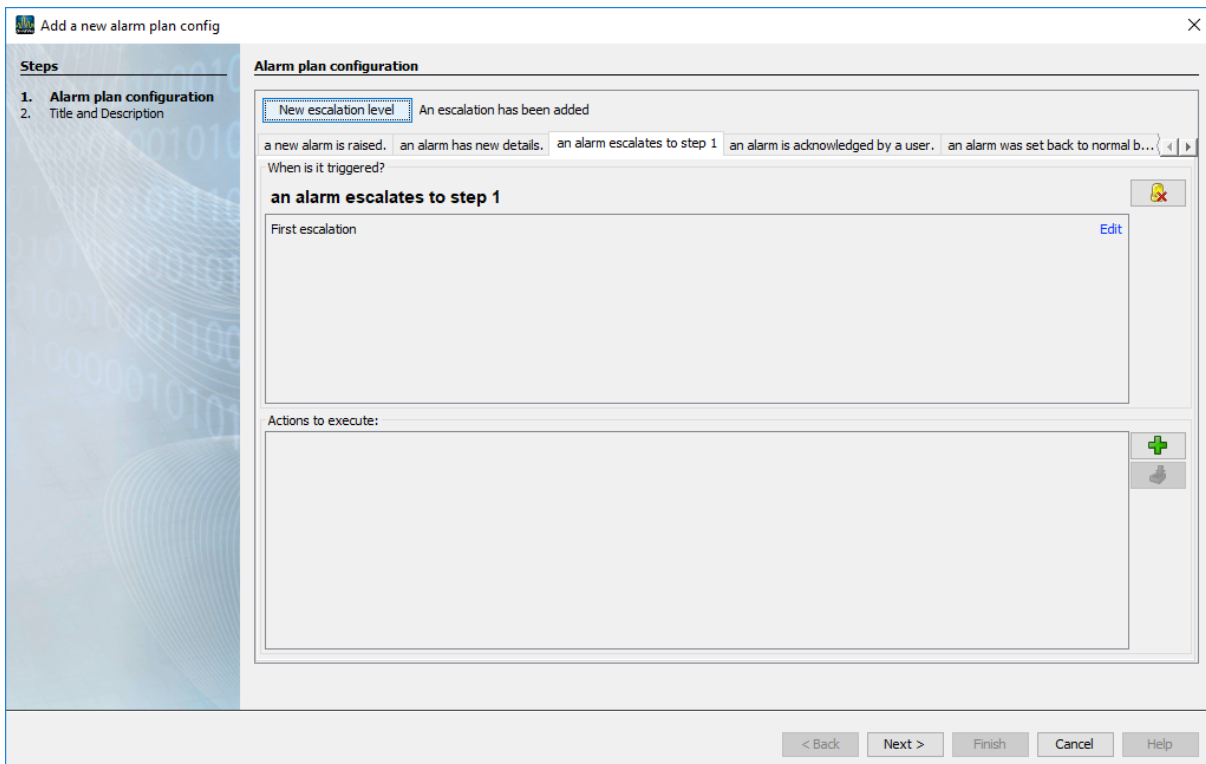 Add a new alarm plan config
Steps
1. Alarm plan configuration
2. Title and Description
Alarm plan configuration
New escalation level An escalation has been added
a new alarm is raised. an alarm has new details. an alarm escalates to step 1 an alarm is acknowledged by a user. an alarm was set back to normal b...
When is it triggered?
an alarm escalates to step 1
First escalation Edit
Actions to execute:
< Back Next > Finish Cancel Help